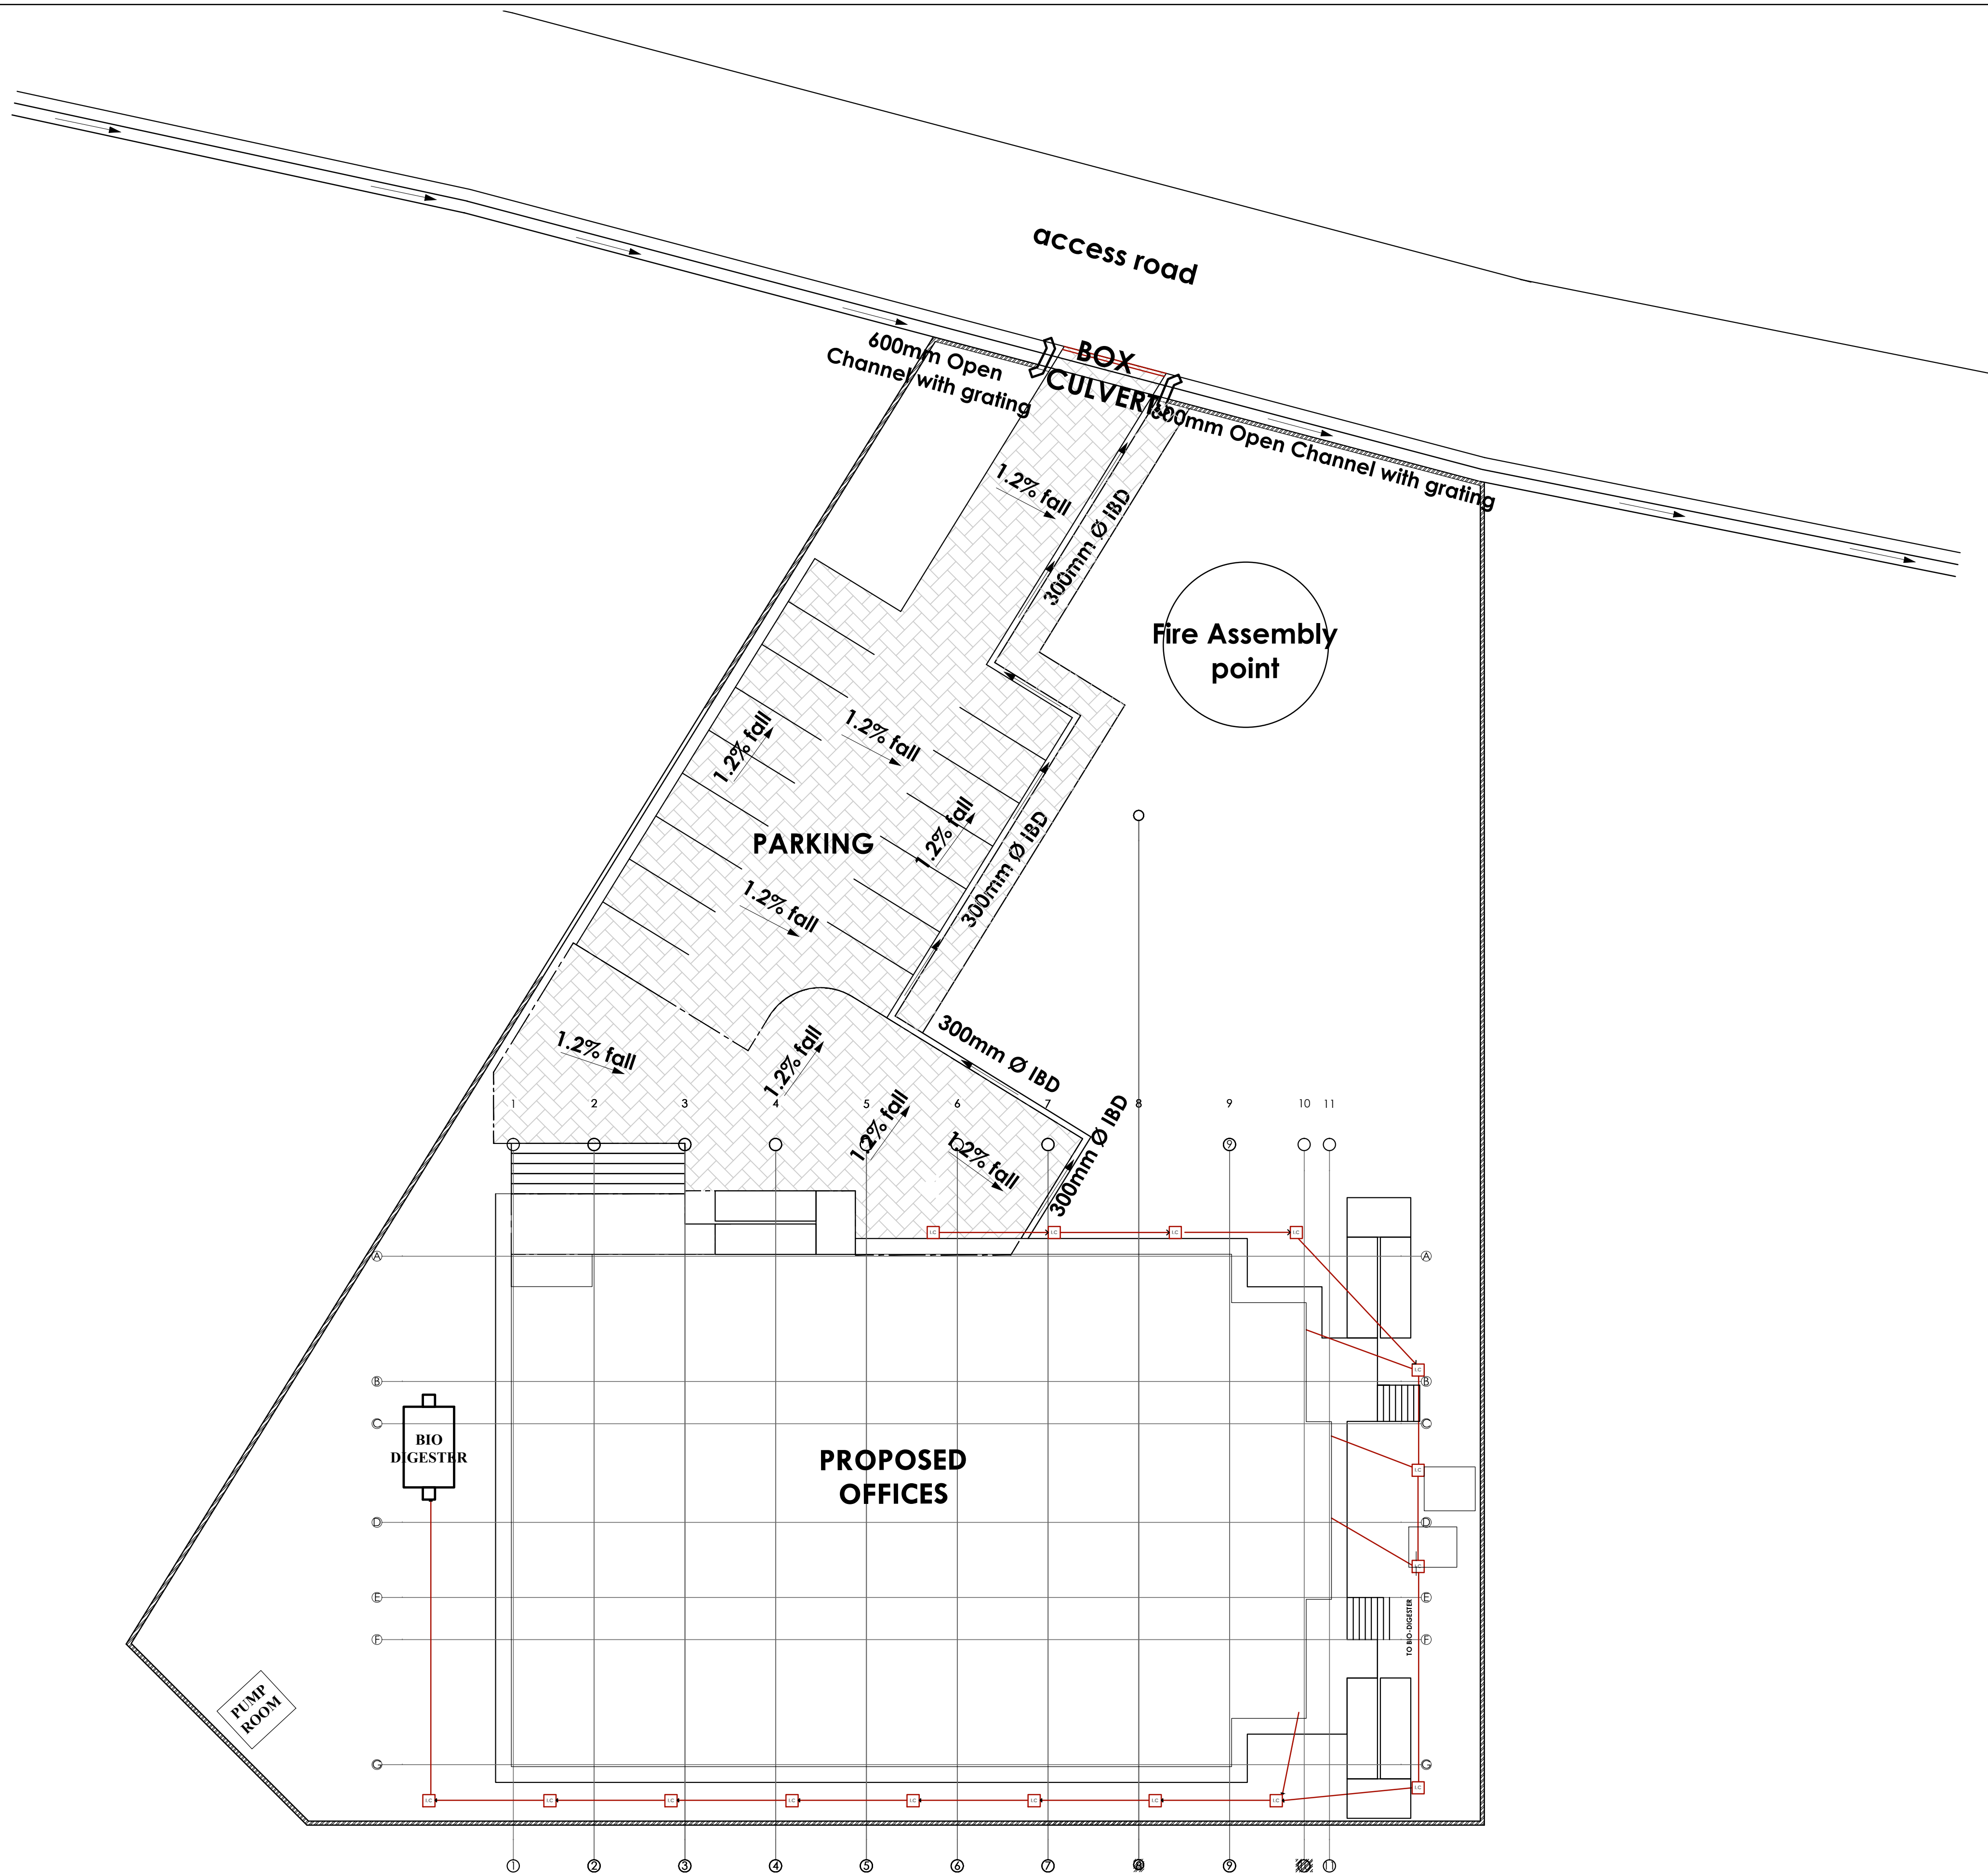 access road
BOX
CULVERT
600mm Open
Channel with grating
600mm Open Channel with grating
1.2% fall
300mm Ø IBD
Fire Assembly
point
1.2% fall
1.2% fall
1.2% fall
PARKING
300mm Ø IBD
1.2% fall
300mm Ø IBD
1.2% fall
1.2% fall
1.2% fall
1.2% fall
300mm Ø IBD
1 2 3 4 5 6 7 8 9 10 11
9
I.C I.C I.C I.C
A A
I.C
B B
C C
BIO
DIGESTER
PROPOSED
OFFICES
I.C
D D
I.C
E E
F F
TO BIO-DIGESTER
PUMP
ROOM
G G
I.C
I.C I.C I.C I.C I.C I.C I.C I.C
1 2 3 4 5 6 7 8 9 10 11